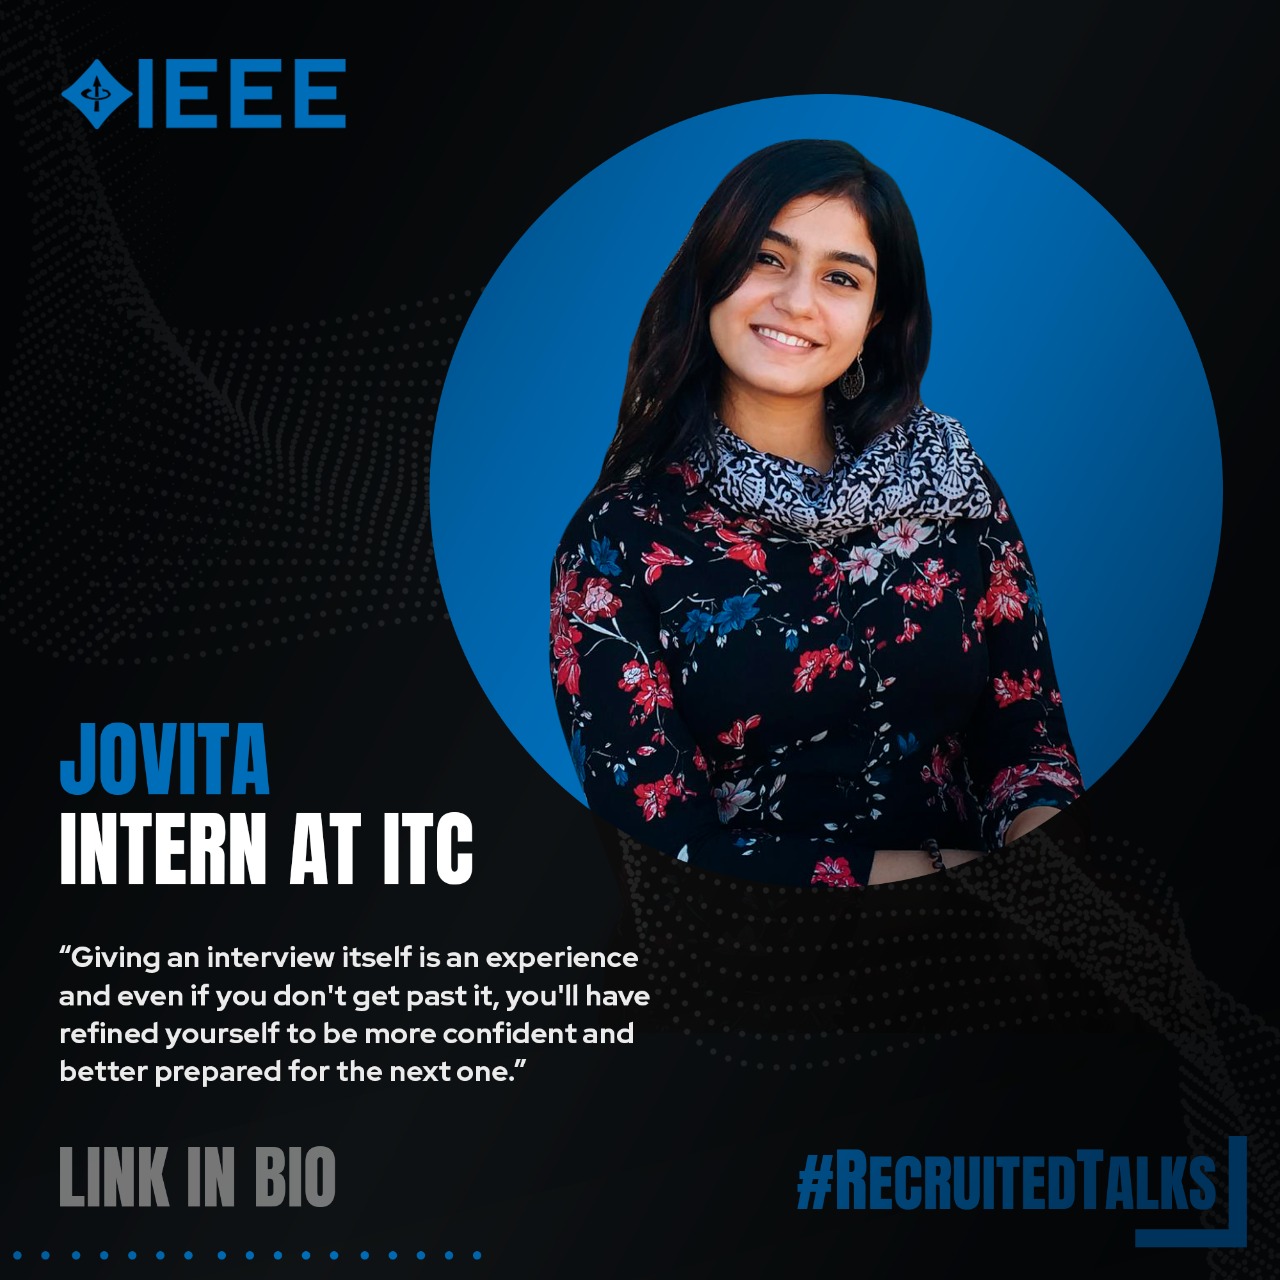 IEEE
JOVITA
INTERN AT ITC
“Giving an interview itself is an experience
and even if you don't get past it, you'll have
refined yourself to be more confident and
better prepared for the next one.”
LINK IN BIO
#RECRUITEDTALKS